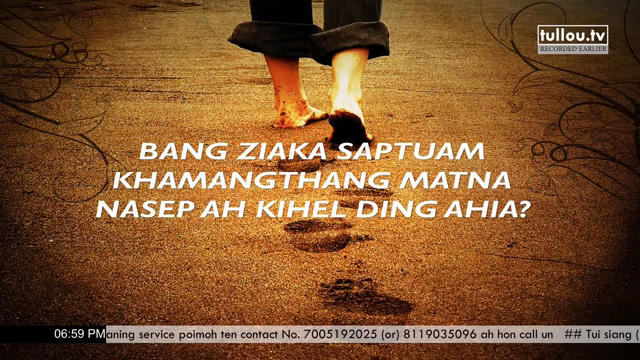 tullou.tv
RECORDED EARLIER
BANG ZIAKA SAPTUAM
KHAMANGTHANG MATNA
NASEP AH KIHEL DING AHIA?
06:59 PM
aning service poimoh ten contact No. 7005192025 (or) 8119035096 ah hon call un ## Tui siang (